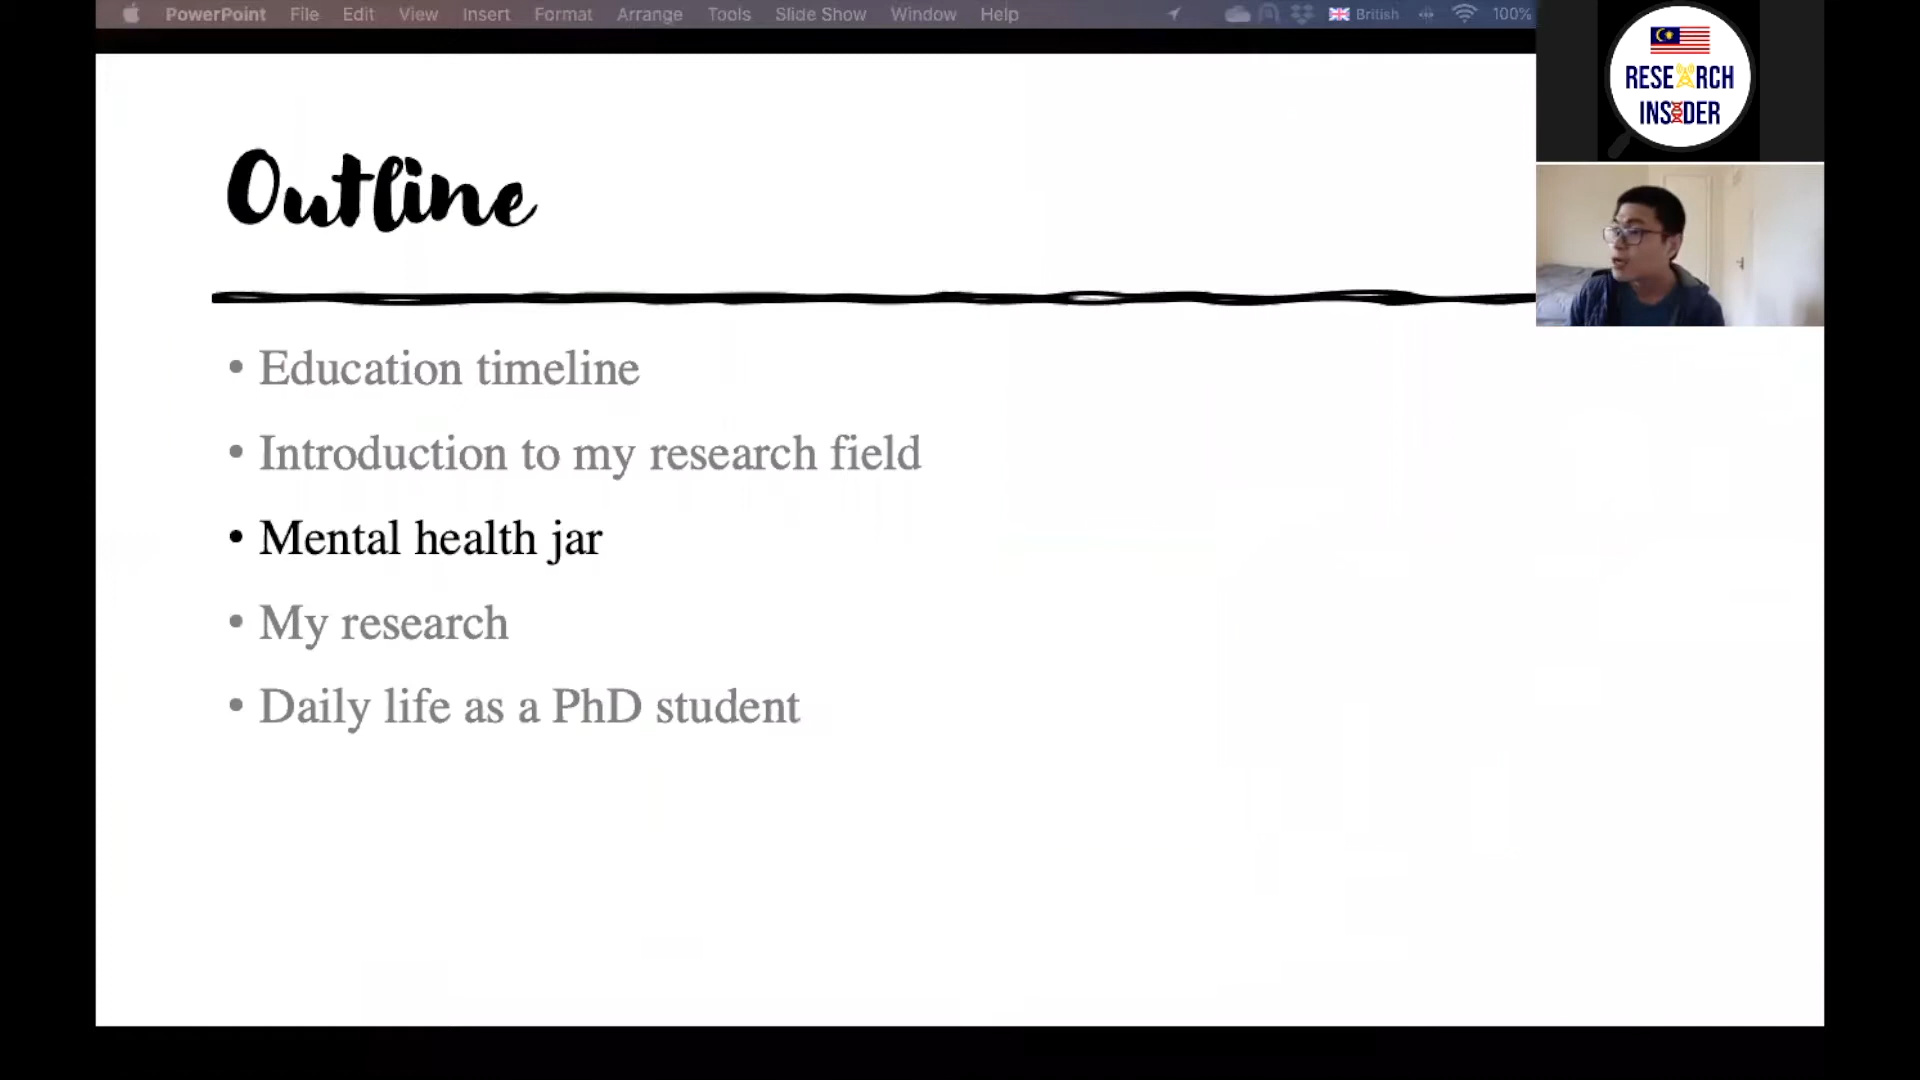 PowerPoint File Edit View Insert Format Arrange Tools Slide Show Window Help British 100%
RESEARCH
INSIDER
Outline
• Education timeline
• Introduction to my research field
• Mental health jar
• My research
• Daily life as a PhD student